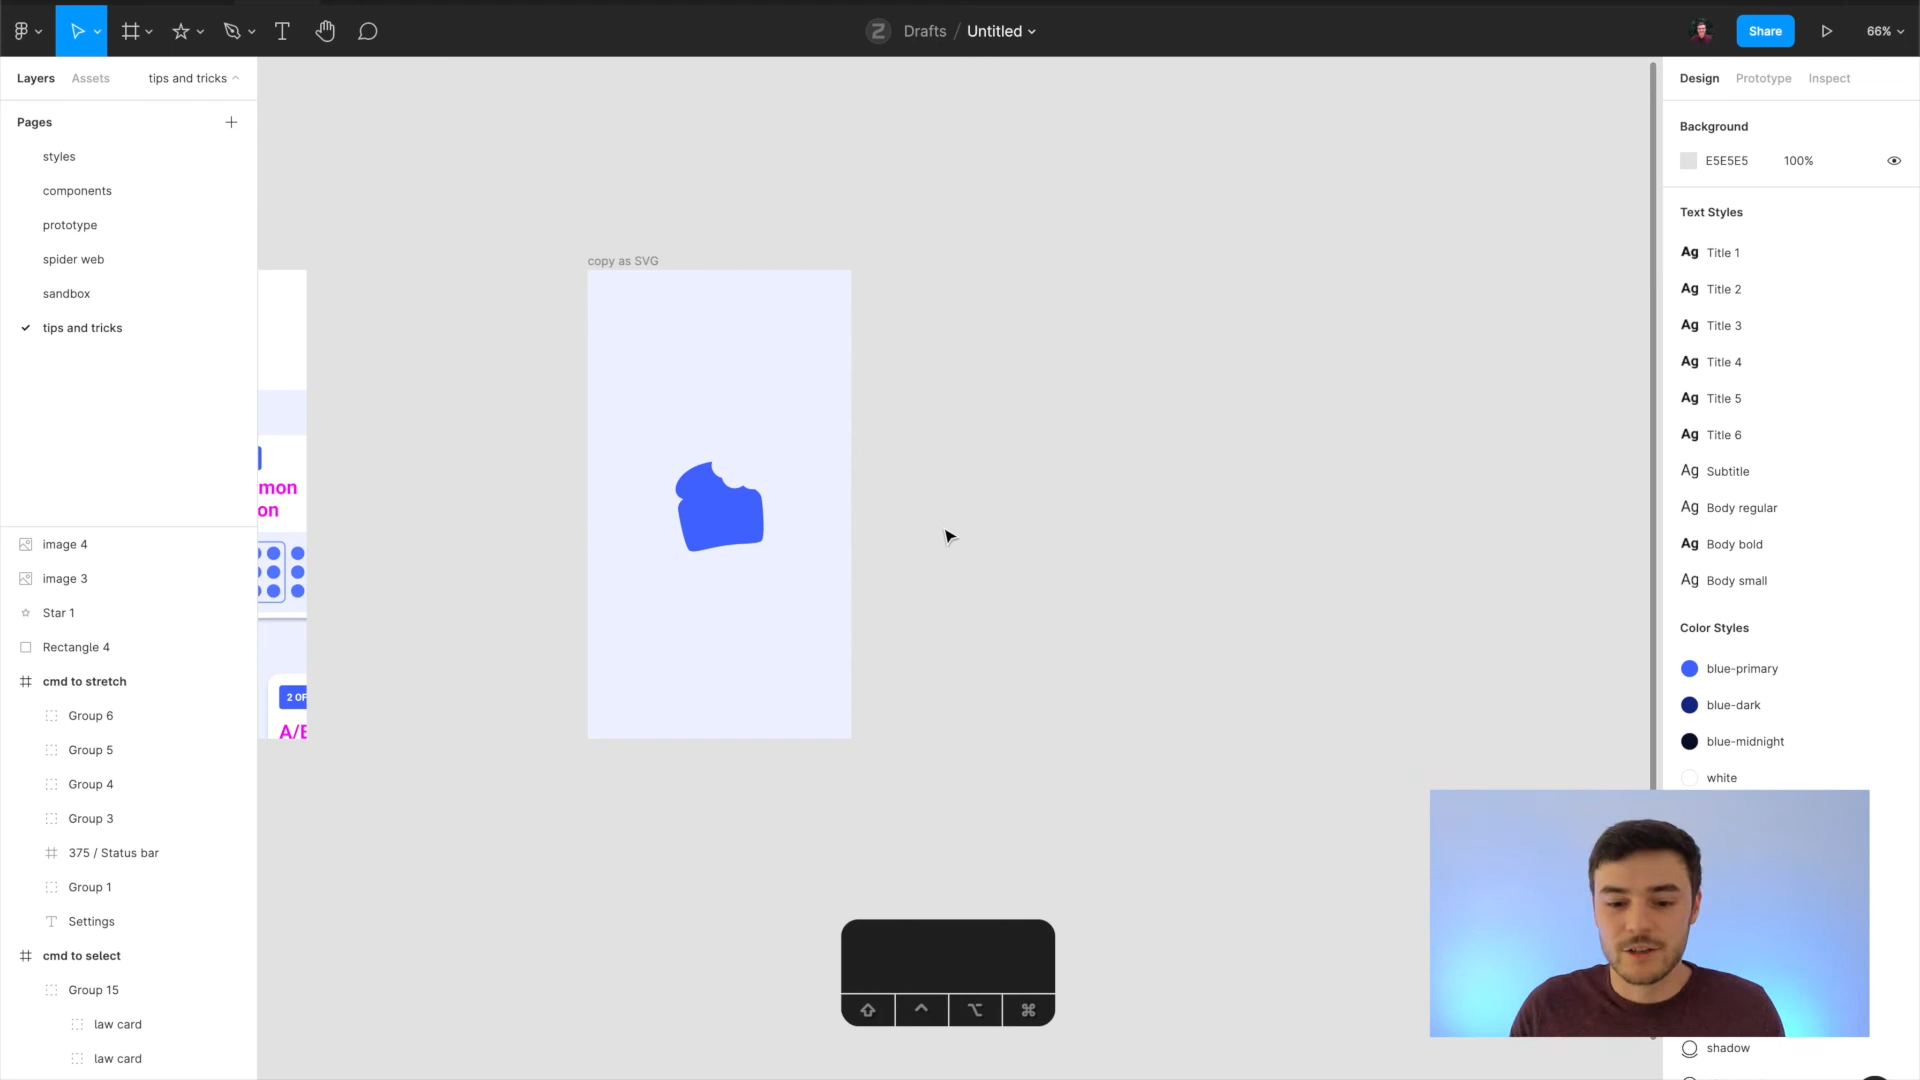 Drafts / Untitled
Share
66%
Layers
Assets
tips and tricks
Pages
styles
components
prototype
spider web
sandbox
tips and tricks
image 4
image 3
Star 1
Rectangle 4
cmd to stretch
Group 6
Group 5
Group 4
Group 3
375 / Status bar
Group 1
Settings
cmd to select
Group 15
law card
law card
copy as SVG
mon
on
2 OF
A/B
Design
Prototype
Inspect
Background
E5E5E5
100%
Text Styles
Ag Title 1
Ag Title 2
Ag Title 3
Ag Title 4
Ag Title 5
Ag Title 6
Ag Subtitle
Ag Body regular
Ag Body bold
Ag Body small
Color Styles
blue-primary
blue-dark
blue-midnight
white
shadow